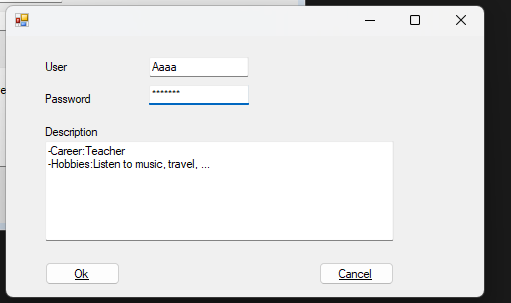 User
Aaaa
Password
*******
Description
-Career:Teacher
-Hobbies:Listen to music, travel, ...
Ok
Cancel